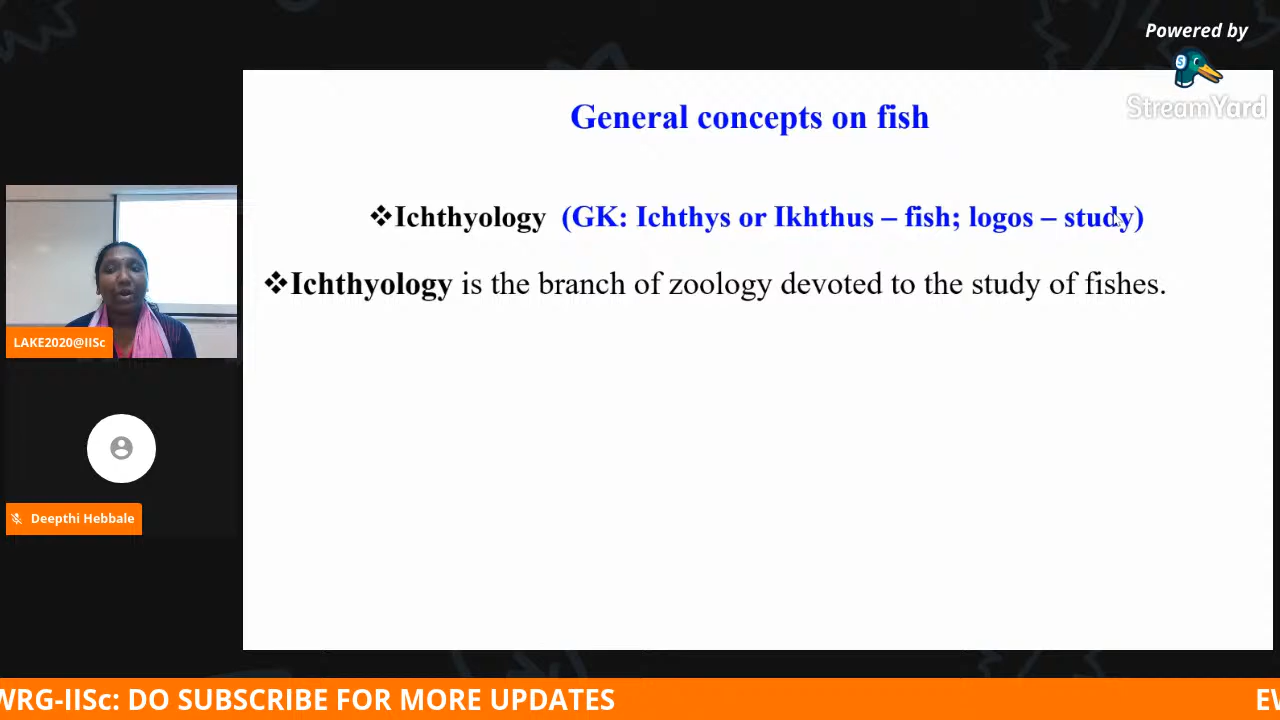 Powered by
StreamYard
General concepts on fish
❖Ichthyology (GK: Ichthys or Ikhthus – fish; logos – study)
❖Ichthyology is the branch of zoology devoted to the study of fishes.
LAKE2020@IISc
Deepthi Hebbale
WRG-IISc: DO SUBSCRIBE FOR MORE UPDATES
EW